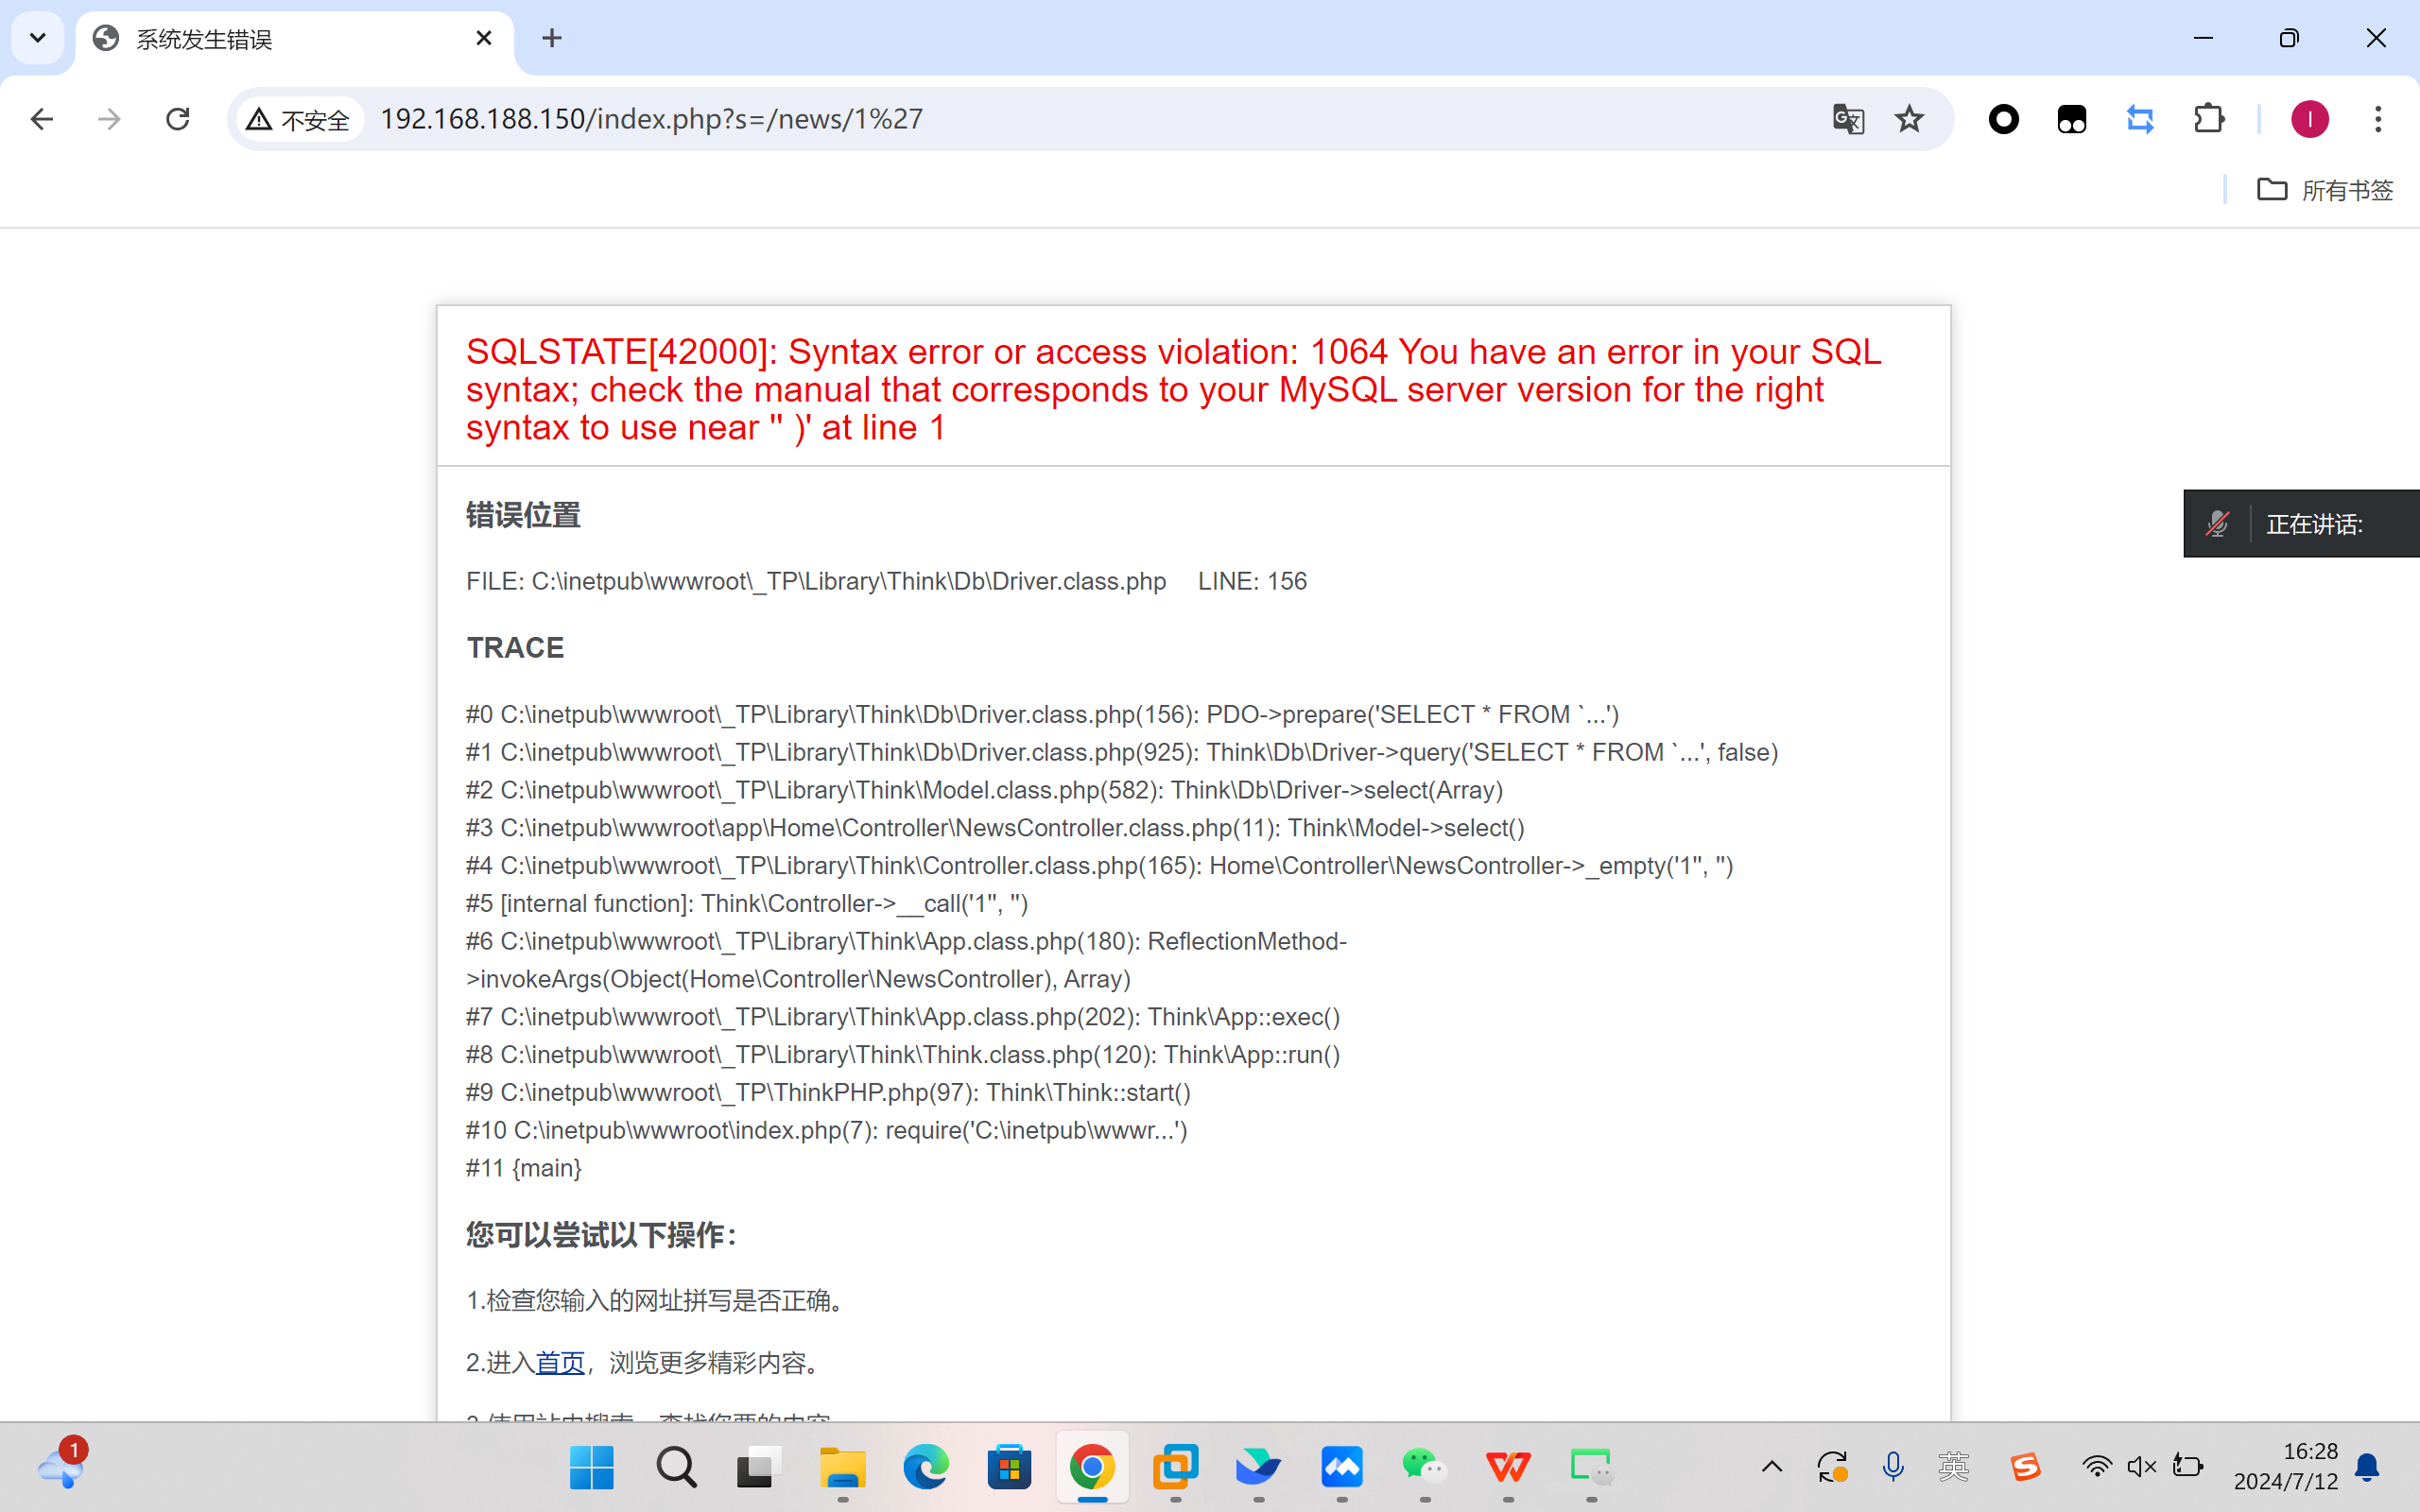 系统发生错误
不安全
192.168.188.150/index.php?s=/news/1%27
I
所有书签
SQLSTATE[42000]: Syntax error or access violation: 1064 You have an error in your SQL
syntax; check the manual that corresponds to your MySQL server version for the right
syntax to use near '' )' at line 1
错误位置
正在讲话:
FILE: C:\inetpub\wwwroot\_TP\Library\Think\Db\Driver.class.php LINE: 156
TRACE
#0 C:\inetpub\wwwroot\_TP\Library\Think\Db\Driver.class.php(156): PDO->prepare('SELECT * FROM `...')
#1 C:\inetpub\wwwroot\_TP\Library\Think\Db\Driver.class.php(925): Think\Db\Driver->query('SELECT * FROM `...', false)
#2 C:\inetpub\wwwroot\_TP\Library\Think\Model.class.php(582): Think\Db\Driver->select(Array)
#3 C:\inetpub\wwwroot\app\Home\Controller\NewsController.class.php(11): Think\Model->select()
#4 C:\inetpub\wwwroot\_TP\Library\Think\Controller.class.php(165): Home\Controller\NewsController->_empty('1'', '')
#5 [internal function]: Think\Controller->__call('1'', '')
#6 C:\inetpub\wwwroot\_TP\Library\Think\App.class.php(180): ReflectionMethod-
>invokeArgs(Object(Home\Controller\NewsController), Array)
#7 C:\inetpub\wwwroot\_TP\Library\Think\App.class.php(202): Think\App::exec()
#8 C:\inetpub\wwwroot\_TP\Library\Think\Think.class.php(120): Think\App::run()
#9 C:\inetpub\wwwroot\_TP\ThinkPHP.php(97): Think\Think::start()
#10 C:\inetpub\wwwroot\index.php(7): require('C:\inetpub\wwwr...')
#11 {main}
您可以尝试以下操作：
1.检查您输入的网址拼写是否正确。
2.进入首页，浏览更多精彩内容。
1
英
16:28
2024/7/12